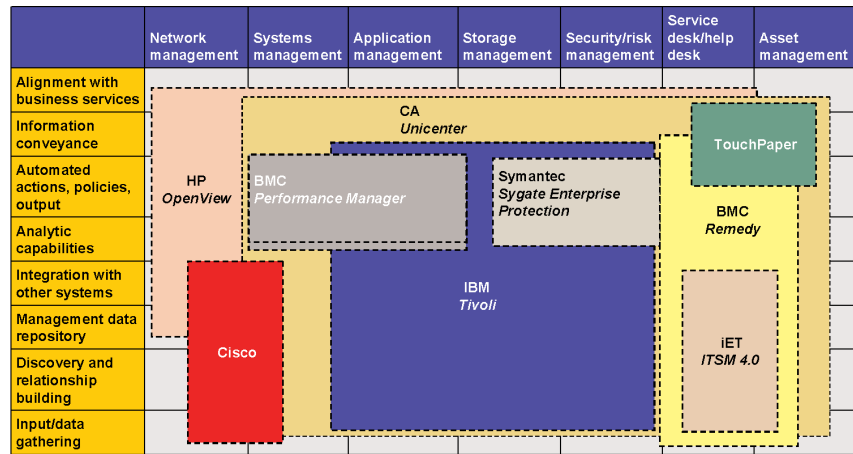 Network
management
Systems
management
Application
management
Storage
management
Security/risk
management
Service
desk/help
desk
Asset
management
Alignment with
business services
Information
conveyance
Automated
actions, policies,
output
Analytic
capabilities
Integration with
other systems
Management data
repository
Discovery and
relationship
building
Input/data
gathering
HP
OpenView
CA
Unicenter
BMC
Performance Manager
Symantec
Sygate Enterprise
Protection
TouchPaper
BMC
Remedy
IBM
Tivoli
Cisco
iET
ITSM 4.0